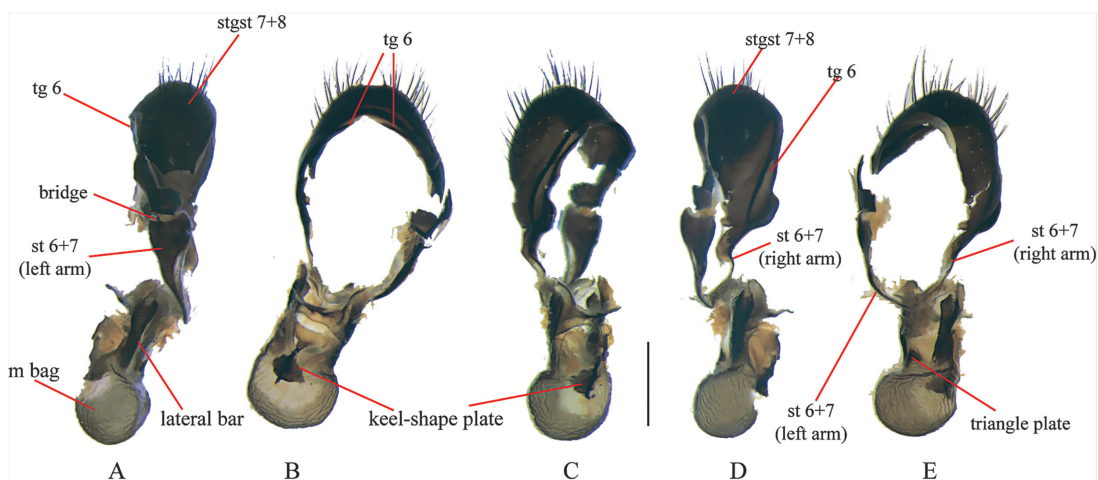 stgst 7+8
tg 6
tg 6
bridge
st 6+7
(left arm)
m bag
lateral bar
keel-shape plate
stgst 7+8
tg 6
st 6+7
(right arm)
st 6+7
(right arm)
st 6+7
(left arm)
triangle plate
A
B
C
D
E